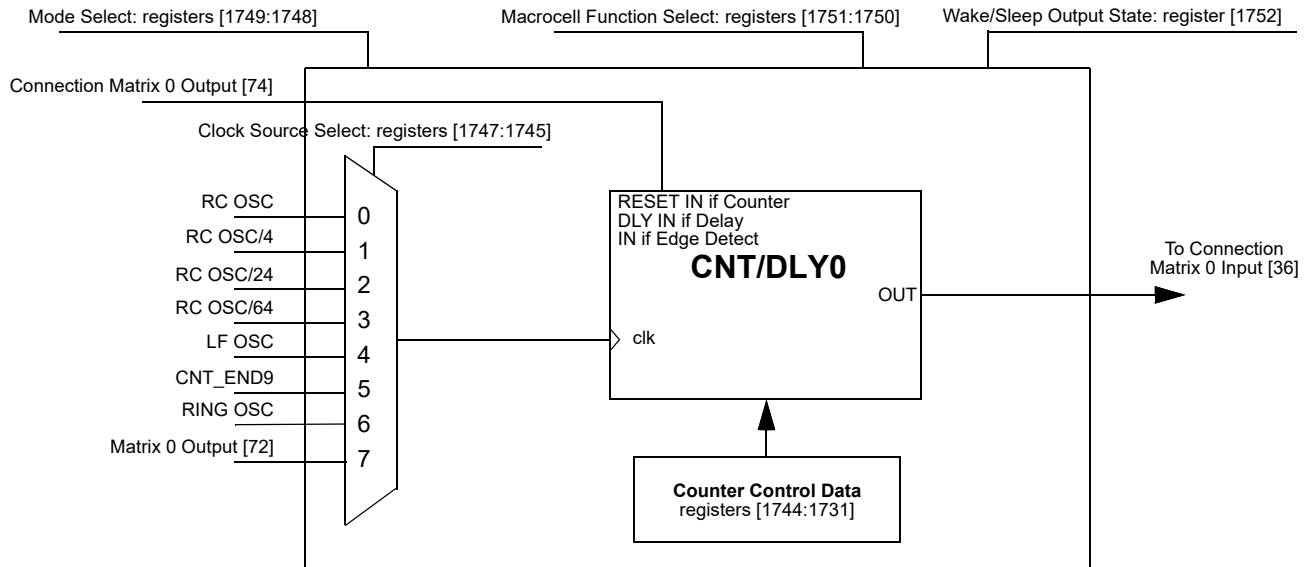 Mode Select: registers [1749:1748]
Macrocell Function Select: registers [1751:1750]
Wake/Sleep Output State: register [1752]
Connection Matrix 0 Output [74]
Clock Source Select: registers [1747:1745]
RC OSC
0
RC OSC/4
1
RC OSC/24
2
RC OSC/64
3
LF OSC
4
CNT_END9
5
RING OSC
6
Matrix 0 Output [72]
7
RESET IN if Counter
DLY IN if Delay
IN if Edge Detect
CNT/DLY0
OUT
clk
To Connection
Matrix 0 Input [36]
Counter Control Data
registers [1744:1731]